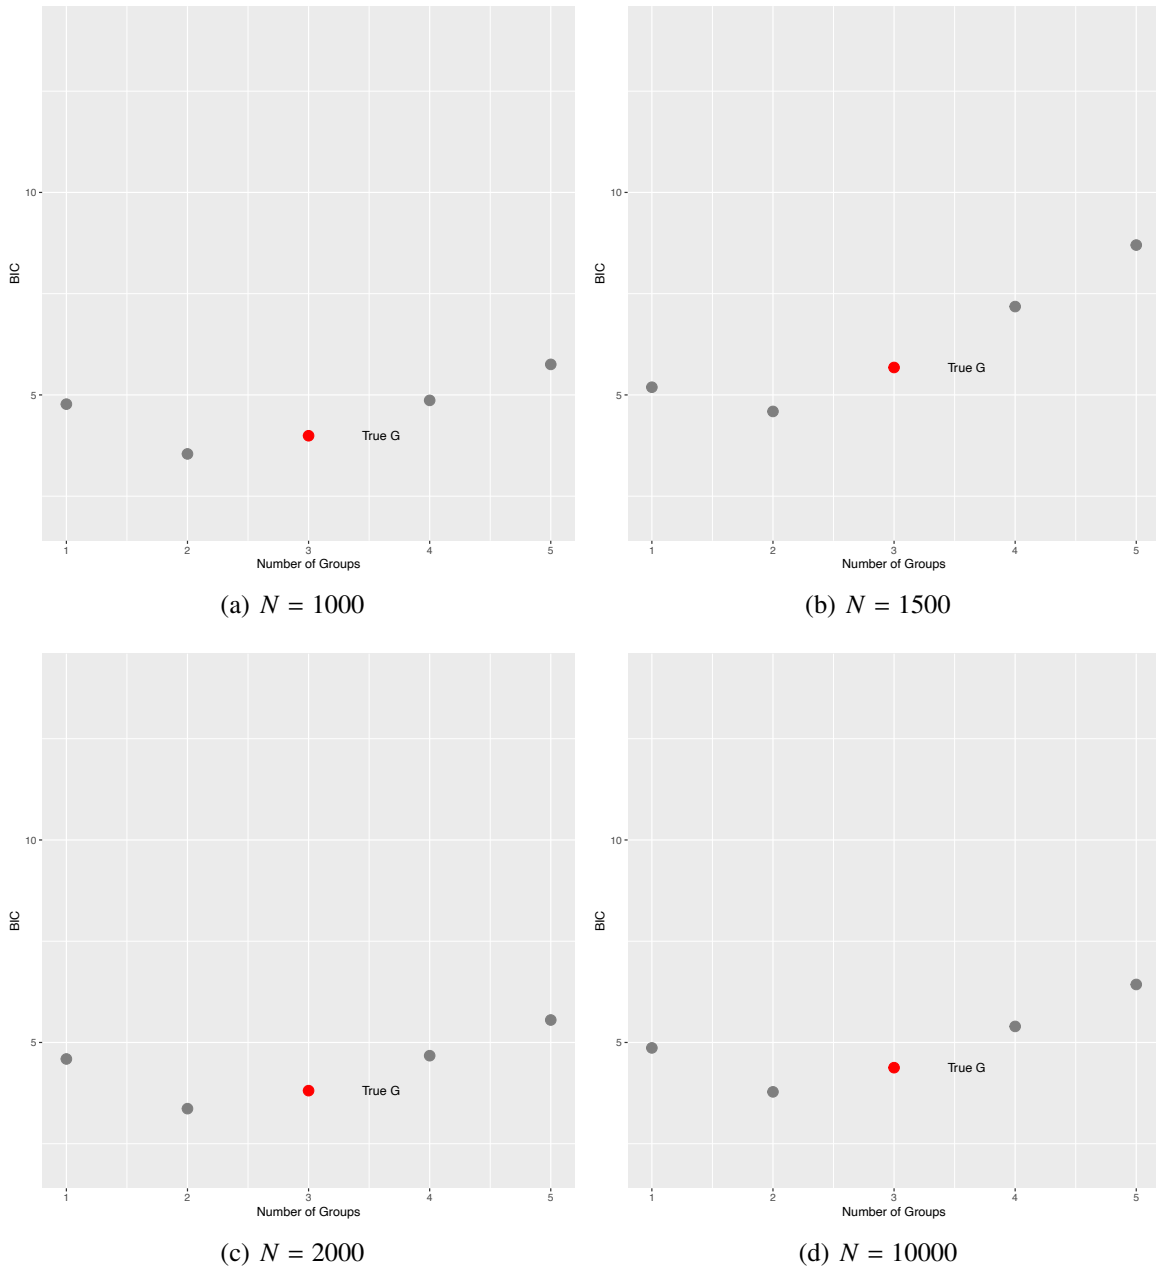 10
5
BIC
True G
1 2 3 4 5
Number of Groups
(a) N = 1000
10
5
BIC
True G
1 2 3 4 5
Number of Groups
(b) N = 1500
10
5
BIC
True G
1 2 3 4 5
Number of Groups
(c) N = 2000
10
5
BIC
True G
1 2 3 4 5
Number of Groups
(d) N = 10000